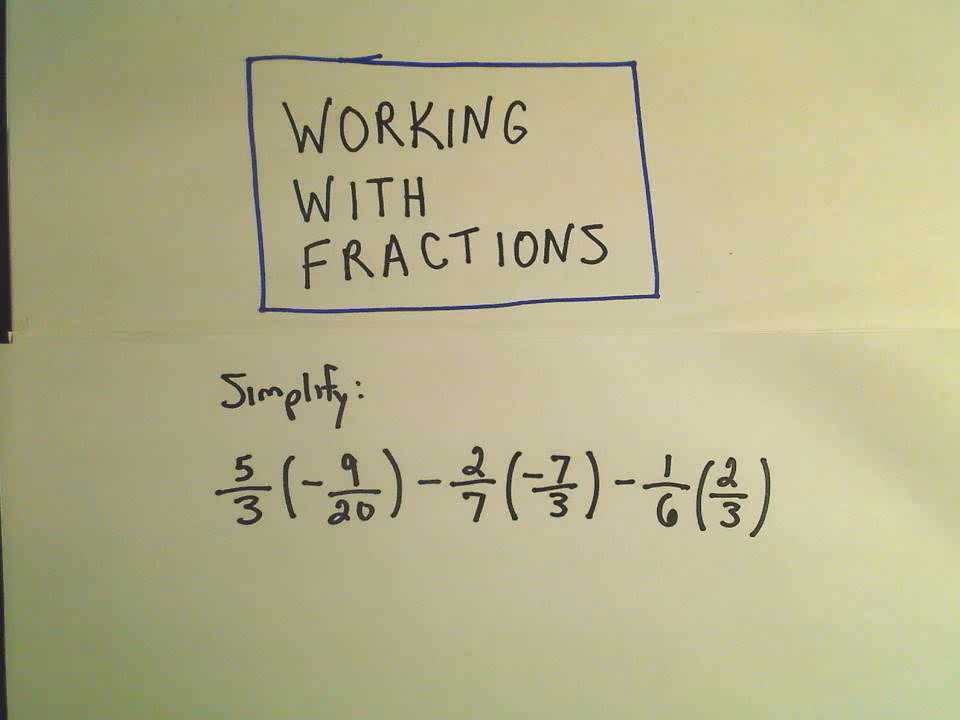 WORKING
WITH
FRACTIONS
Simplify:
5/3 (-9/20) - 2/7 (-7/3) - 1/6 (2/3)